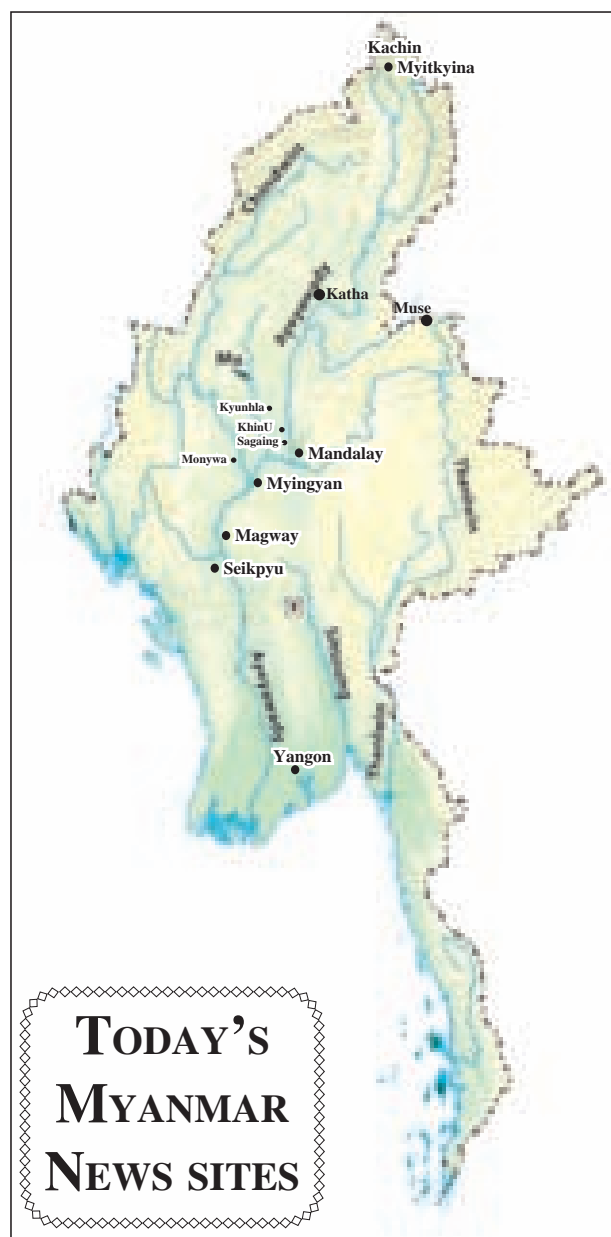 Kachin
Myitkyina
Katha
Muse
Kyunhla
KhinU
Sagaing
Monywa
Mandalay
Myingyan
Magway
Seikpyu
Yangon
TODAY'S
MYANMAR
NEWS SITES